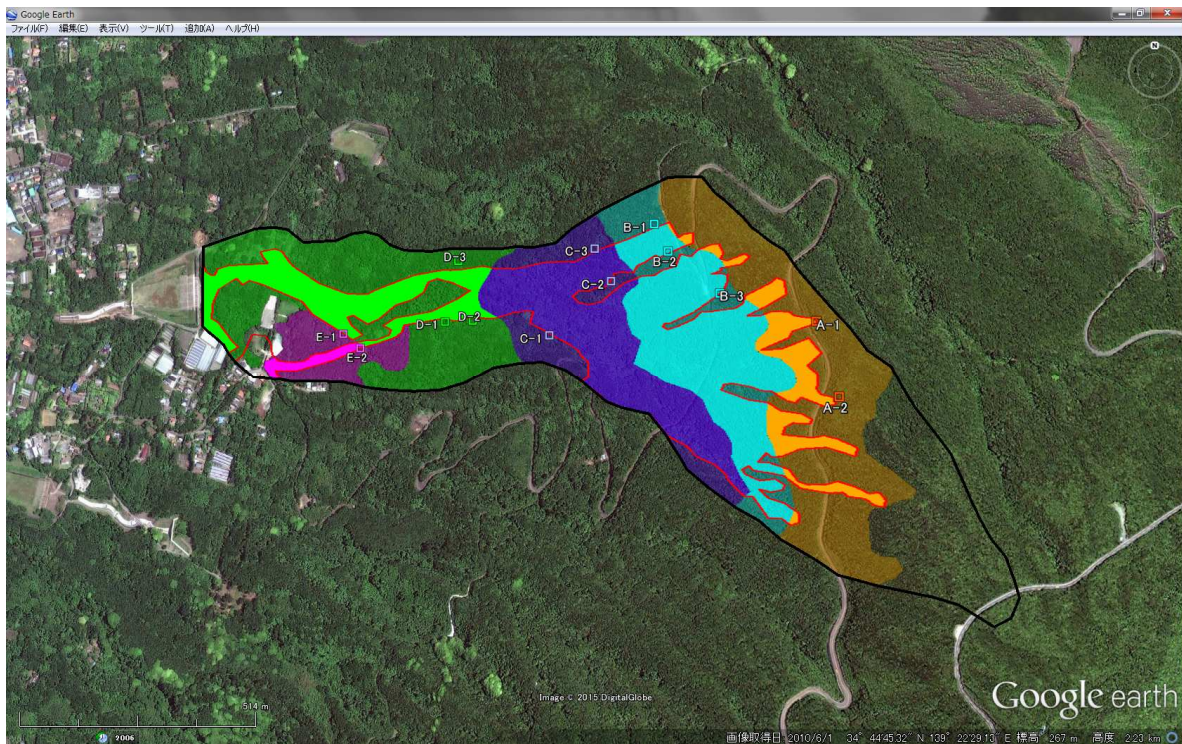 Google Earth
ファイル(F) 編集(E) 表示(V) ツール(T) 追加(A) ヘルプ(H)
N
B-1
D-3
C-3
B-2
C-2
B-3
D-1
D-2
A-1
E-1
C-1
E-2
A-2
Image © 2015 DigitalGlobe
Google earth
514 m
2006
画像取得日 2010/6/1 34°44'45.32" N 139°22'29.13" E 標高 267 m 高度 2.23 km